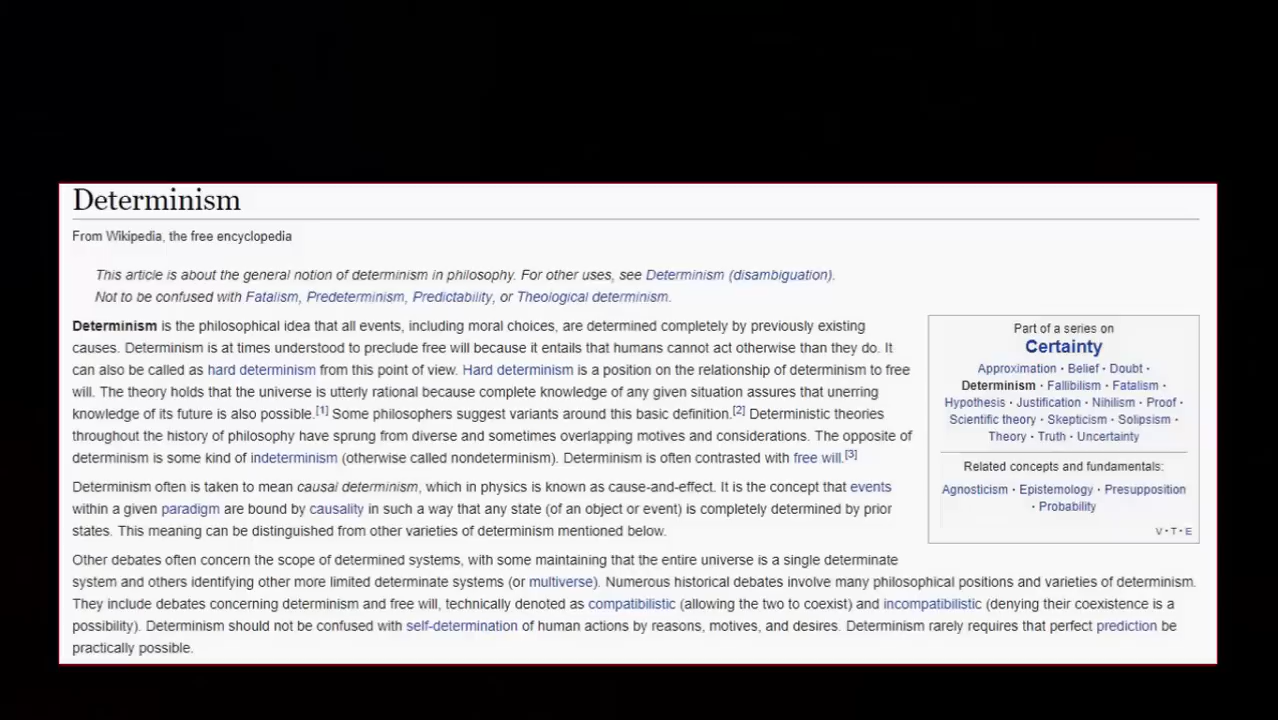 Determinism
From Wikipedia, the free encyclopedia
This article is about the general notion of determinism in philosophy. For other uses, see Determinism (disambiguation).
Not to be confused with Fatalism, Predeterminism, Predictability, or Theological determinism.
Determinism is the philosophical idea that all events, including moral choices, are determined completely by previously existing
causes. Determinism is at times understood to preclude free will because it entails that humans cannot act otherwise than they do. It
can also be called as hard determinism from this point of view. Hard determinism is a position on the relationship of determinism to free
will. The theory holds that the universe is utterly rational because complete knowledge of any given situation assures that unerring
knowledge of its future is also possible.[1] Some philosophers suggest variants around this basic definition.[2] Deterministic theories
throughout the history of philosophy have sprung from diverse and sometimes overlapping motives and considerations. The opposite of
determinism is some kind of indeterminism (otherwise called nondeterminism). Determinism is often contrasted with free will.[3]
Determinism often is taken to mean causal determinism, which in physics is known as cause-and-effect. It is the concept that events
within a given paradigm are bound by causality in such a way that any state (of an object or event) is completely determined by prior
states. This meaning can be distinguished from other varieties of determinism mentioned below.
Other debates often concern the scope of determined systems, with some maintaining that the entire universe is a single determinate
system and others identifying other more limited determinate systems (or multiverse). Numerous historical debates involve many philosophical positions and varieties of determinism.
They include debates concerning determinism and free will, technically denoted as compatibilistic (allowing the two to coexist) and incompatibilistic (denying their coexistence is a
possibility). Determinism should not be confused with self-determination of human actions by reasons, motives, and desires. Determinism rarely requires that perfect prediction be
practically possible.
Part of a series on
Certainty
Approximation · Belief · Doubt ·
Determinism · Fallibilism · Fatalism ·
Hypothesis · Justification · Nihilism · Proof ·
Scientific theory · Skepticism · Solipsism ·
Theory · Truth · Uncertainty
Related concepts and fundamentals:
Agnosticism · Epistemology · Presupposition
· Probability
V · T · E